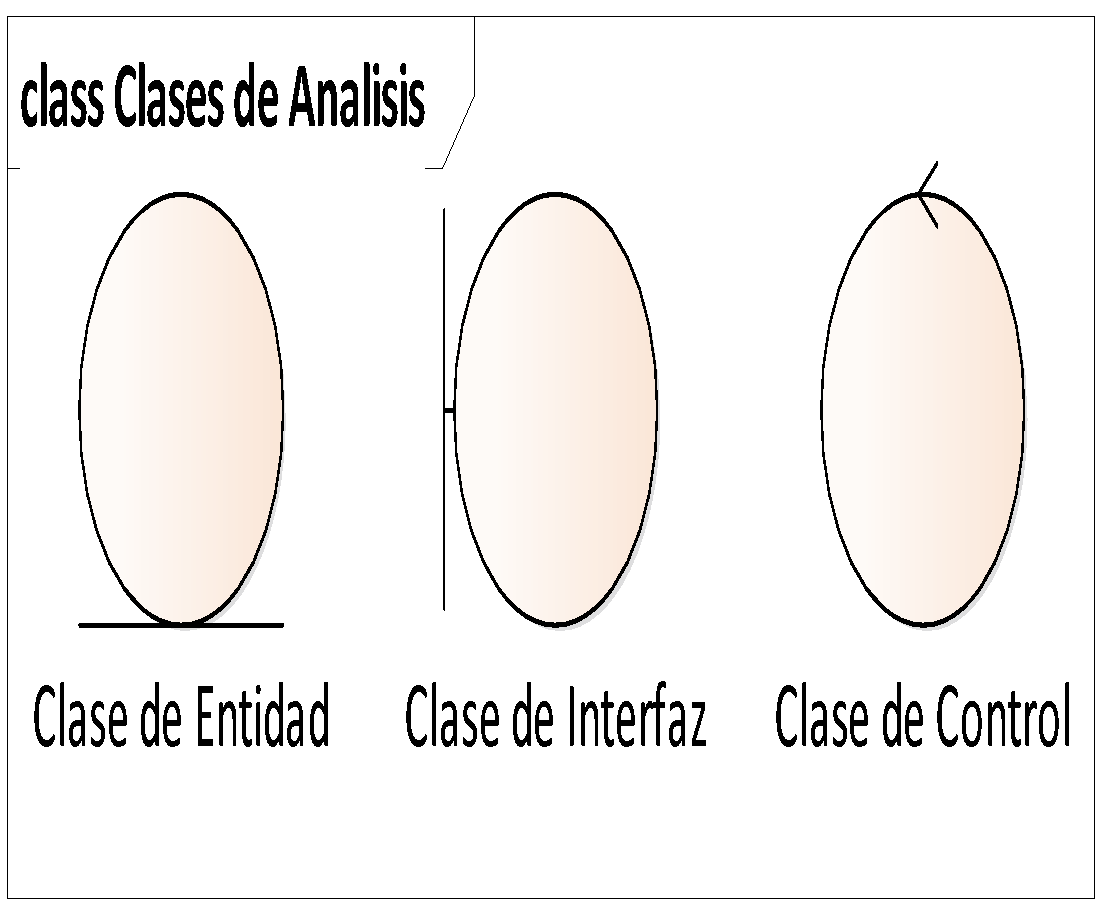 class Clases de Analisis
Clase de Entidad
Clase de Interfaz
Clase de Control